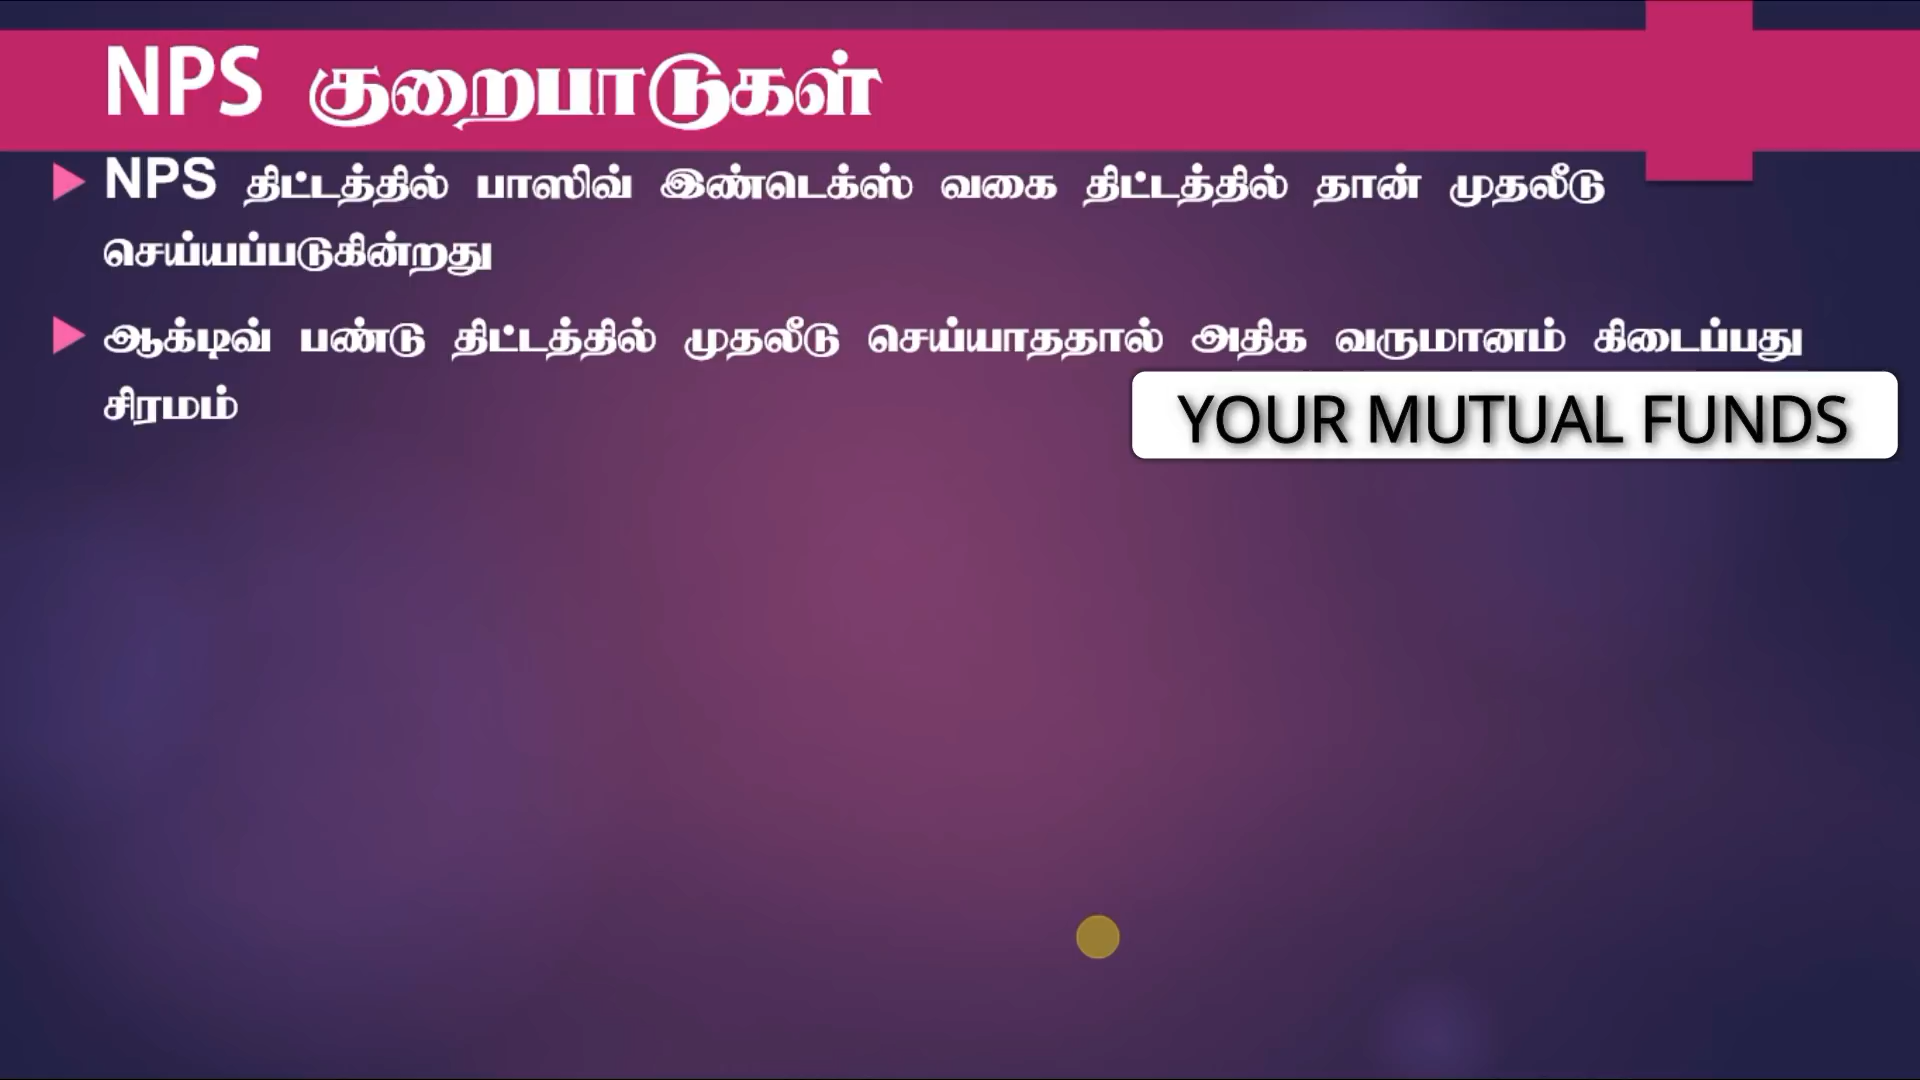 NPS குறைபாடுகள்
NPS திட்டத்தில் பாஸிவ் இண்டெக்ஸ் வகை திட்டத்தில் தான் முதலீடு
செய்யப்படுகின்றது
ஆக்டிவ் பண்டு திட்டத்தில் முதலீடு செய்யாததால் அதிக வருமானம் கிடைப்பது
சிரமம்
YOUR MUTUAL FUNDS